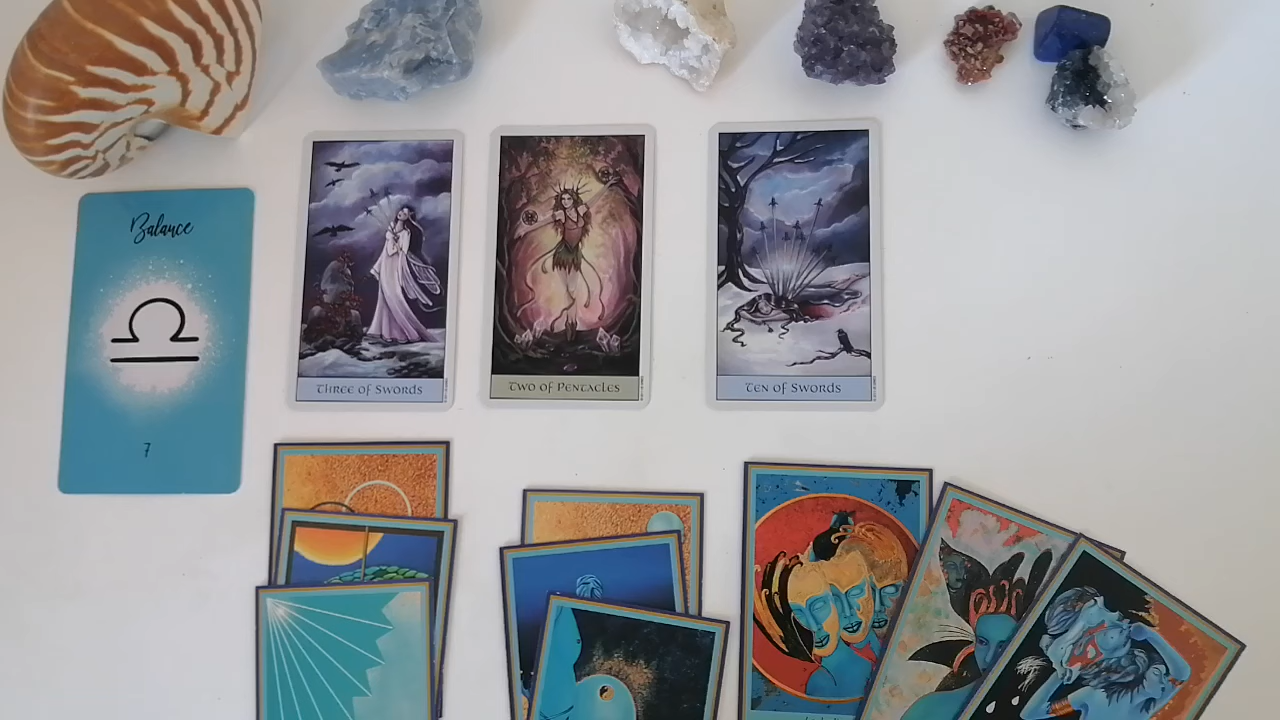 Balance
7
Three of Swords
Two of Pentacles
Ten of Swords